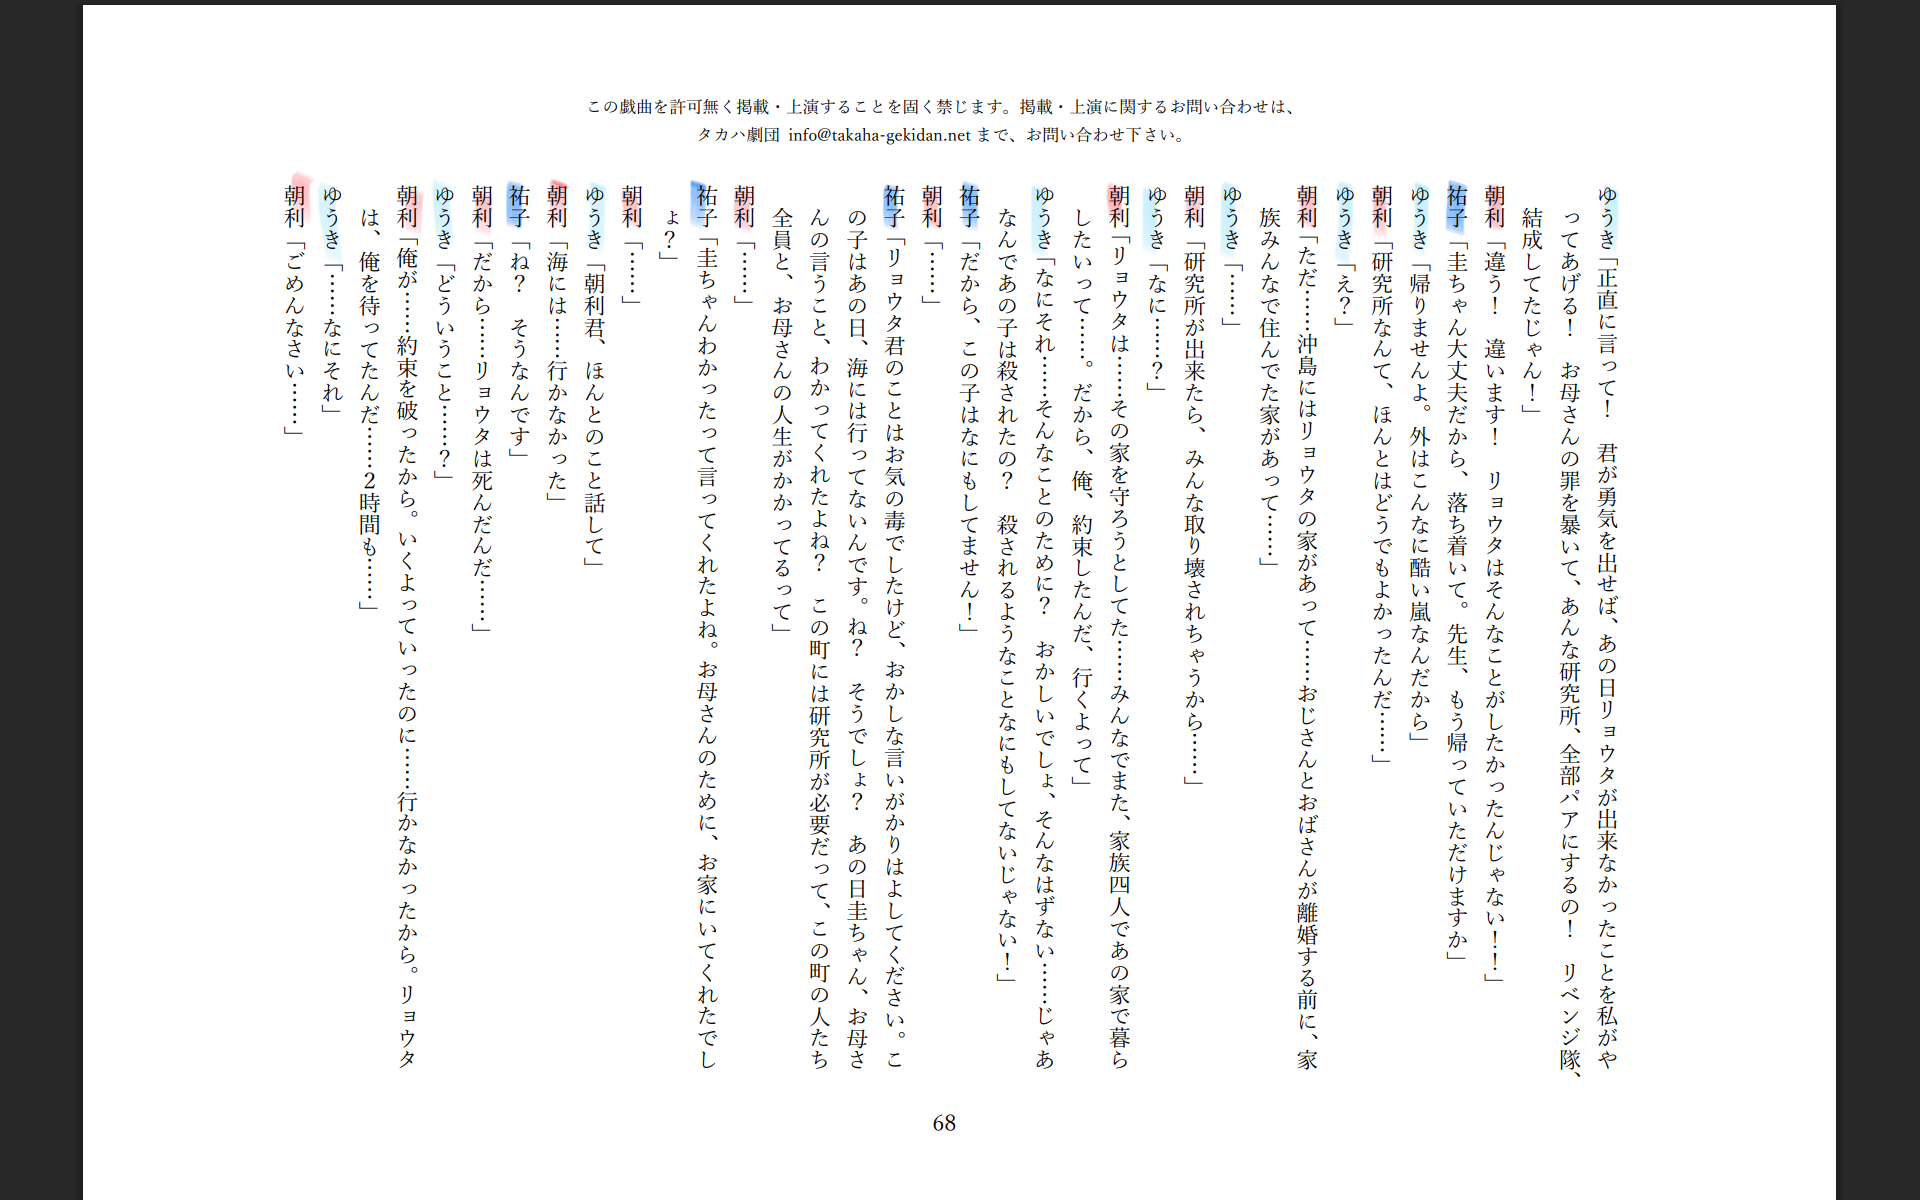 この戯曲を許可無く掲載・上演することを固く禁じます。掲載・上演に関するお問い合わせは、
タカハ劇団 info@takaha-gekidan.net まで、お問い合わせ下さい。
ゆうき「正直に言って！　君が勇気を出せば、あの日リョウタが出来なかったことを私がや
ってあげる！　お母さんの罪を暴いて、あんな研究所、全部パアにするの！　リベンジ隊、
結成してたじゃん！」
朝利「違う！　違います！　リョウタはそんなことがしたかったんじゃない！！」
祐子「圭ちゃん大丈夫だから、落ち着いて。先生、もう帰っていただけますか」
ゆうき「帰りませんよ。外はこんなに酷い嵐なんだから」
朝利「研究所なんて、ほんとはどうでもよかったんだ……」
ゆうき「え？」
朝利「ただ……沖島にはリョウタの家があって……おじさんとおばさんが離婚する前に、家
族みんなで住んでた家があって……」
ゆうき「……」
朝利「研究所が出来たら、みんな取り壊されちゃうから……」
ゆうき「なに……？」
朝利「リョウタは……その家を守ろうとしてた……みんなでまた、家族四人であの家で暮ら
したいって……。だから、俺、約束したんだ、行くよって」
ゆうき「なにそれ……そんなことのために？　おかしいでしょ、そんなはずない……じゃあ
なんであの子は殺されたの？　殺されるようなことなにもしてないじゃない！」
祐子「だから、この子はなにもしてません！」
朝利「……」
祐子「リョウタ君のことはお気の毒でしたけど、おかしな言いがかりはよしてください。こ
の子はあの日、海には行ってないんです。ね？　そうでしょ？　あの日圭ちゃん、お母さ
んの言うこと、わかってくれたよね？　この町には研究所が必要だって、この町の人たち
全員と、お母さんの人生がかかってるって」
朝利「……」
祐子「圭ちゃんわかったって言ってくれたよね。お母さんのために、お家にいてくれたでし
ょ？」
朝利「……」
ゆうき「朝利君、ほんとのこと話して」
朝利「海には……行かなかった」
祐子「ね？　そうなんです」
朝利「だから……リョウタは死んだんだ……」
ゆうき「どういうこと……？」
朝利「俺が……約束を破ったから。いくよっていったのに……行かなかったから。リョウタ
は、俺を待ってたんだ……2時間も……」
ゆうき「……なにそれ」
朝利「ごめんなさい……」
68